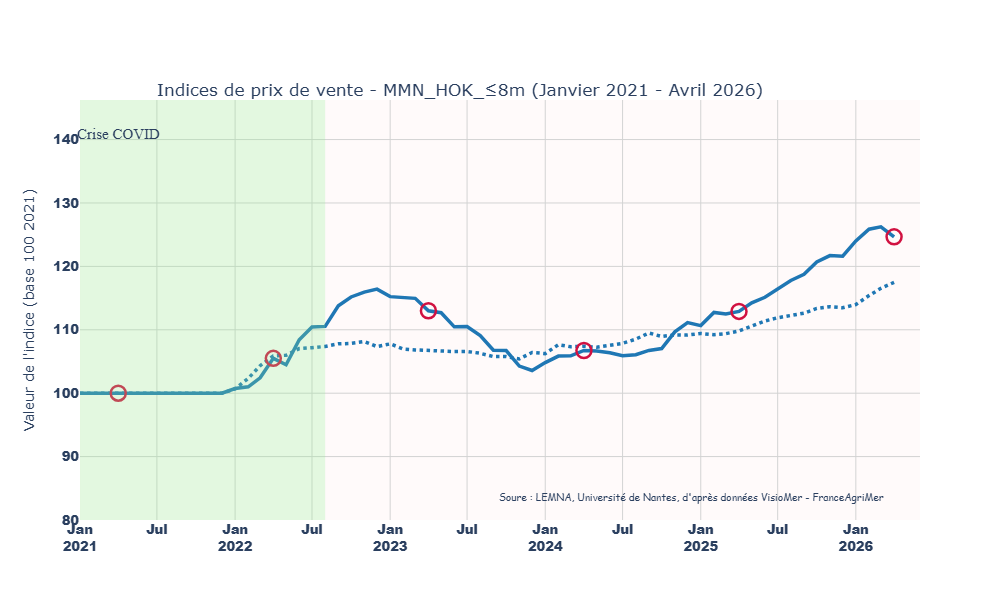 Indices de prix de vente - MMN_HOK_≤8m (Janvier 2021 - Avril 2026)
Crise COVID
Valeur de l'indice (base 100 2021)
140
130
120
110
100
90
80
Soure : LEMNA, Université de Nantes, d'après données VisioMer - FranceAgriMer
Jan Jul Jan Jul Jan Jul Jan Jul Jan Jul Jan
2021 2022 2023 2024 2025 2026